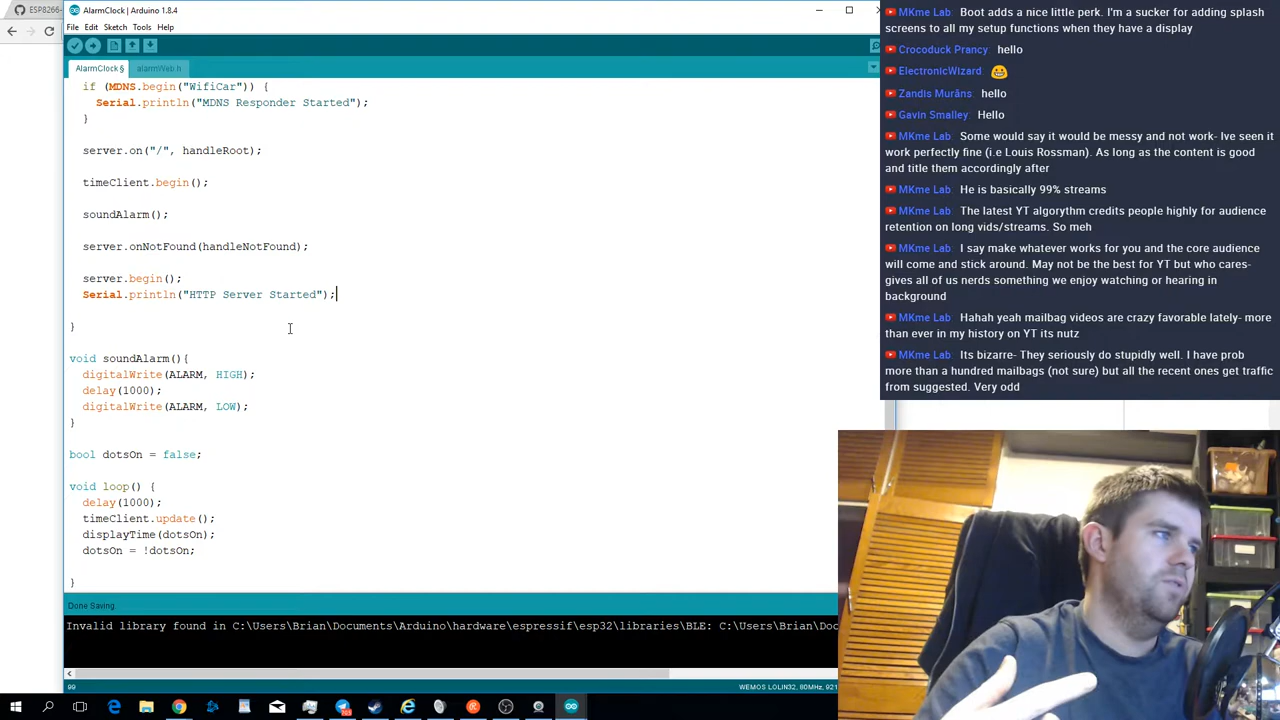 ESP8266-
AlarmClock | Arduino 1.8.4
File Edit Sketch Tools Help
AlarmClock § alarmWeb.h
if (MDNS.begin("WifiCar")) {
Serial.println("MDNS Responder Started");
}
server.on("/", handleRoot);
timeClient.begin();
soundAlarm();
server.onNotFound(handleNotFound);
server.begin();
Serial.println("HTTP Server Started");
}
void soundAlarm(){
digitalWrite(ALARM, HIGH);
delay(1000);
digitalWrite(ALARM, LOW);
}
bool dotsOn = false;
void loop() {
delay(1000);
timeClient.update();
displayTime(dotsOn);
dotsOn = !dotsOn;
}
Done Saving.
Invalid library found in C:\Users\Brian\Documents\Arduino\hardware\espressif\esp32\libraries\BLE: C:\Users\Brian\Doc
99
WEMOS LOLIN32, 80MHz, 921
MKme Lab: Boot adds a nice little perk. I'm a sucker for adding splash
screens to all my setup functions when they have a display
Crocoduck Prancy: hello
ElectronicWIzard:
Zandis Murāns: hello
Gavin Smalley: Hello
MKme Lab: Some would say it would be messy and not work- Ive seen it
work perfectly fine (i.e Louis Rossman). As long as the content is good
and title them accordingly after
MKme Lab: He is basically 99% streams
MKme Lab: The latest YT algorythm credits people highly for audience
retention on long vids/streams. So meh
MKme Lab: I say make whatever works for you and the core audience
will come and stick around. May not be the best for YT but who cares-
gives all of us nerds something we enjoy watching or hearing in
background
MKme Lab: Hahah yeah mailbag videos are crazy favorable lately- more
than ever in my history on YT its nutz
MKme Lab: Its bizarre- They seriously do stupidly well. I have prob
more than a hundred mailbags (not sure) but all the recent ones get traffic
from suggested. Very odd